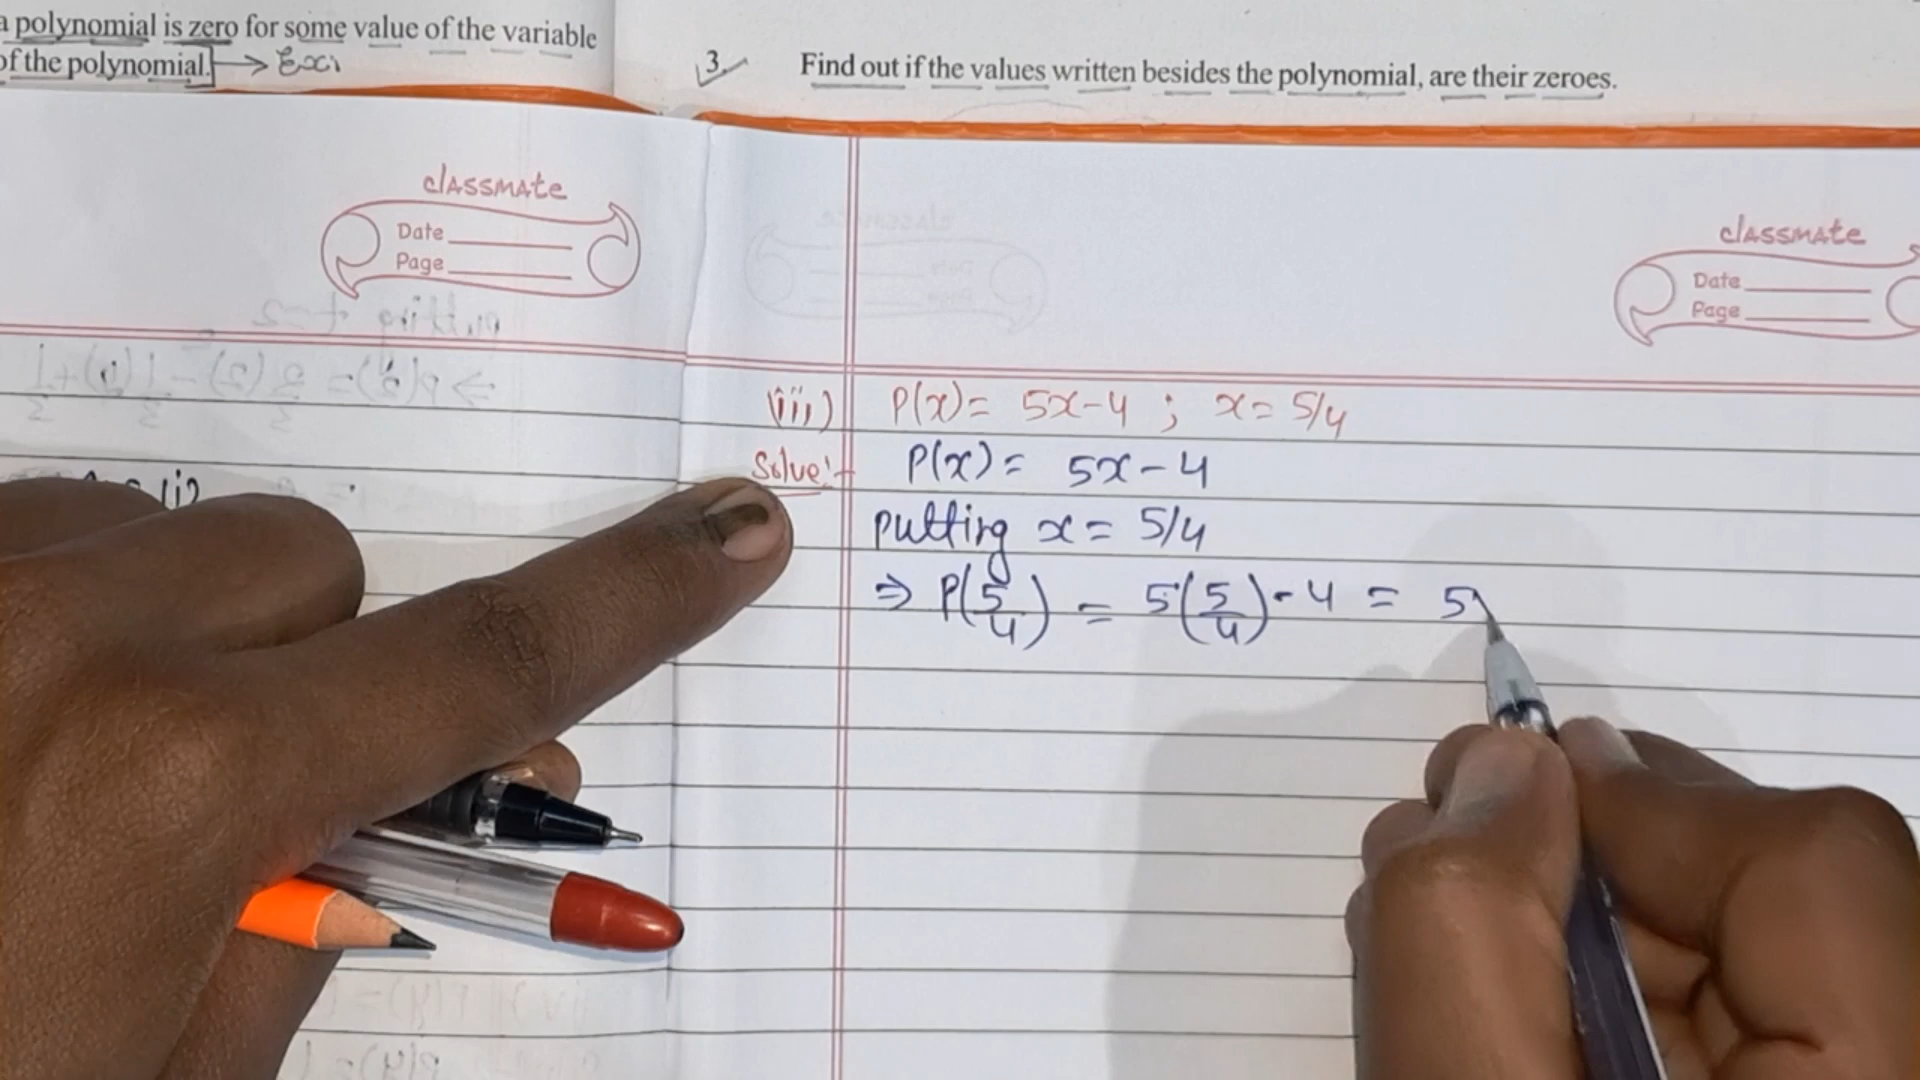 a polynomial is zero for some value of the variable
of the polynomial. → Exi
3. Find out if the values written besides the polynomial, are their zeroes.
classmate
Date
Page
classmate
Date
Page
(iii) P(x) = 5x-4 ; x = 5/4
Solve:- P(x) = 5x-4
putting x = 5/4
⇒ P(5/4) = 5(5/4) - 4 = 5